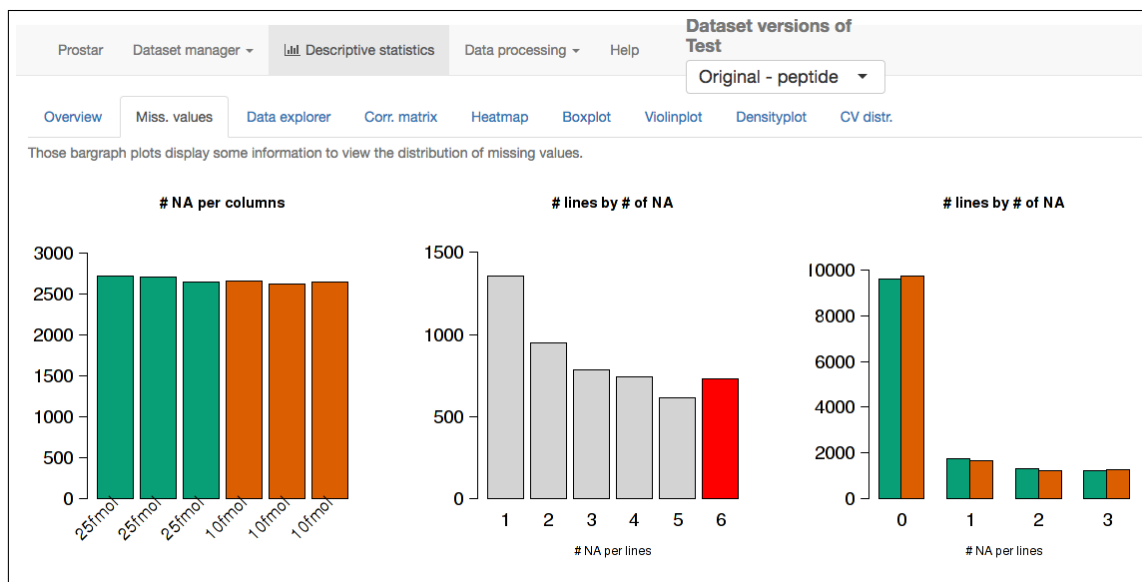 Prostar
Dataset manager
Descriptive statistics
Data processing
Help
Dataset versions of
Test
Original - peptide
Overview
Miss. values
Data explorer
Corr. matrix
Heatmap
Boxplot
Violinplot
Densityplot
CV distr.
Those bargraph plots display some information to view the distribution of missing values.
# NA per columns
3000
2500
2000
1500
1000
500
0
25fmol
25fmol
25fmol
10fmol
10fmol
10fmol
# lines by # of NA
1500
1000
500
0
1
2
3
4
5
6
# NA per lines
# lines by # of NA
10000
8000
6000
4000
2000
0
0
1
2
3
# NA per lines